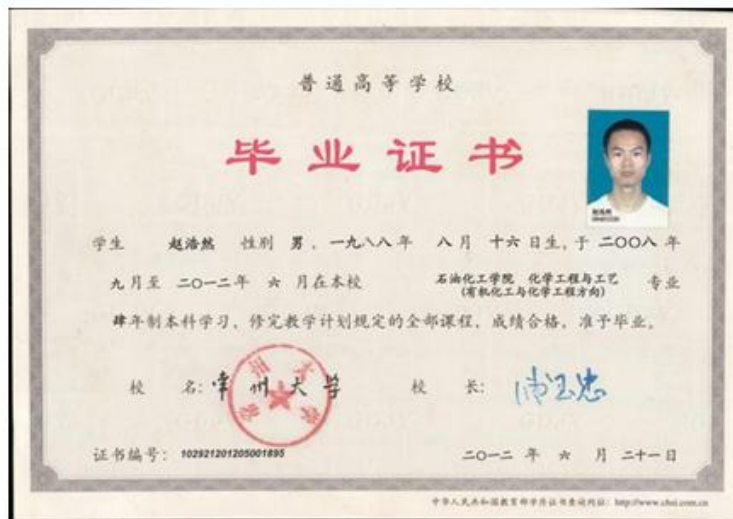 普通高等学校
毕业证书
学生 赵浩然 性别 男，一九八八年 八月 十六日生，于 二〇〇八年
九月至 二〇一二年 六 月在本校 石油化工学院 化学工程与工艺 专业
(有机化工与化学工程方向)
肆年制本科学习，修完教学计划规定的全部课程，成绩合格，准予毕业。
校 名：常州大学 校 长：
证书编号：102921201205001895 二〇一二 年 六 月 二十一日
中华人民共和国教育部学历证书查询网址：http://www.chsi.com.cn